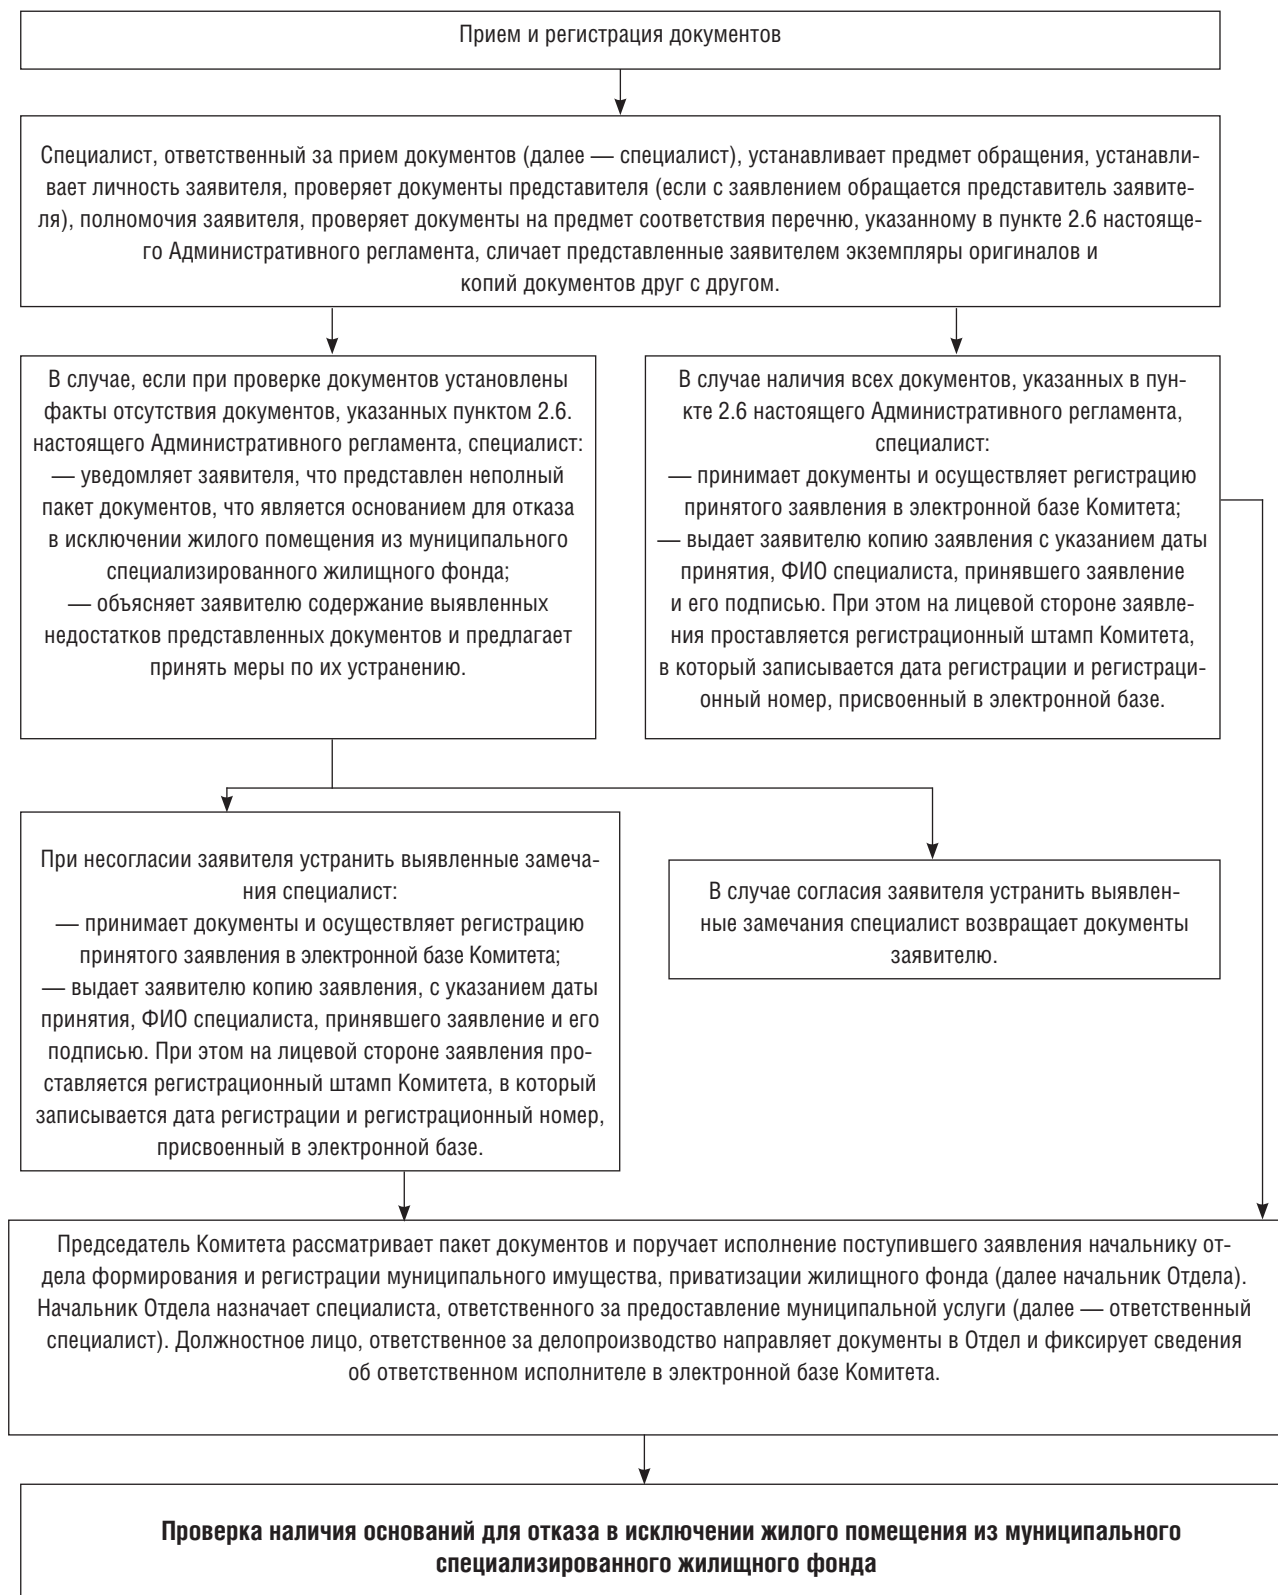 Прием и регистрация документов
Специалист, ответственный за прием документов (далее — специалист), устанавливает предмет обращения, устанавли-
вает личность заявителя, проверяет документы представителя (если с заявлением обращается представитель заявите-
ля), полномочия заявителя, проверяет документы на предмет соответствия перечню, указанному в пункте 2.6 настояще-
го Административного регламента, сличает представленные заявителем экземпляры оригиналов и
копий документов друг с другом.
В случае, если при проверке документов установлены
факты отсутствия документов, указанных пунктом 2.6.
настоящего Административного регламента, специалист:
— уведомляет заявителя, что представлен неполный
пакет документов, что является основанием для отказа
в исключении жилого помещения из муниципального
специализированного жилищного фонда;
— объясняет заявителю содержание выявленных
недостатков представленных документов и предлагает
принять меры по их устранению.
В случае наличия всех документов, указанных в пун-
кте 2.6 настоящего Административного регламента,
специалист:
— принимает документы и осуществляет регистрацию
принятого заявления в электронной базе Комитета;
— выдает заявителю копию заявления с указанием даты
принятия, ФИО специалиста, принявшего заявление
и его подписью. При этом на лицевой стороне заявле-
ния проставляется регистрационный штамп Комитета,
в который записывается дата регистрации и регистраци-
онный номер, присвоенный в электронной базе.
При несогласии заявителя устранить выявленные замеча-
ния специалист:
— принимает документы и осуществляет регистрацию
принятого заявления в электронной базе Комитета;
— выдает заявителю копию заявления, с указанием даты
принятия, ФИО специалиста, принявшего заявление и его
подписью. При этом на лицевой стороне заявления про-
ставляется регистрационный штамп Комитета, в который
записывается дата регистрации и регистрационный номер,
присвоенный в электронной базе.
В случае согласия заявителя устранить выявлен-
ные замечания специалист возвращает документы
заявителю.
Председатель Комитета рассматривает пакет документов и поручает исполнение поступившего заявления начальнику от-
дела формирования и регистрации муниципального имущества, приватизации жилищного фонда (далее начальник Отдела).
Начальник Отдела назначает специалиста, ответственного за предоставление муниципальной услуги (далее — ответственный
специалист). Должностное лицо, ответственное за делопроизводство направляет документы в Отдел и фиксирует сведения
об ответственном исполнителе в электронной базе Комитета.
Проверка наличия оснований для отказа в исключении жилого помещения из муниципального
специализированного жилищного фонда